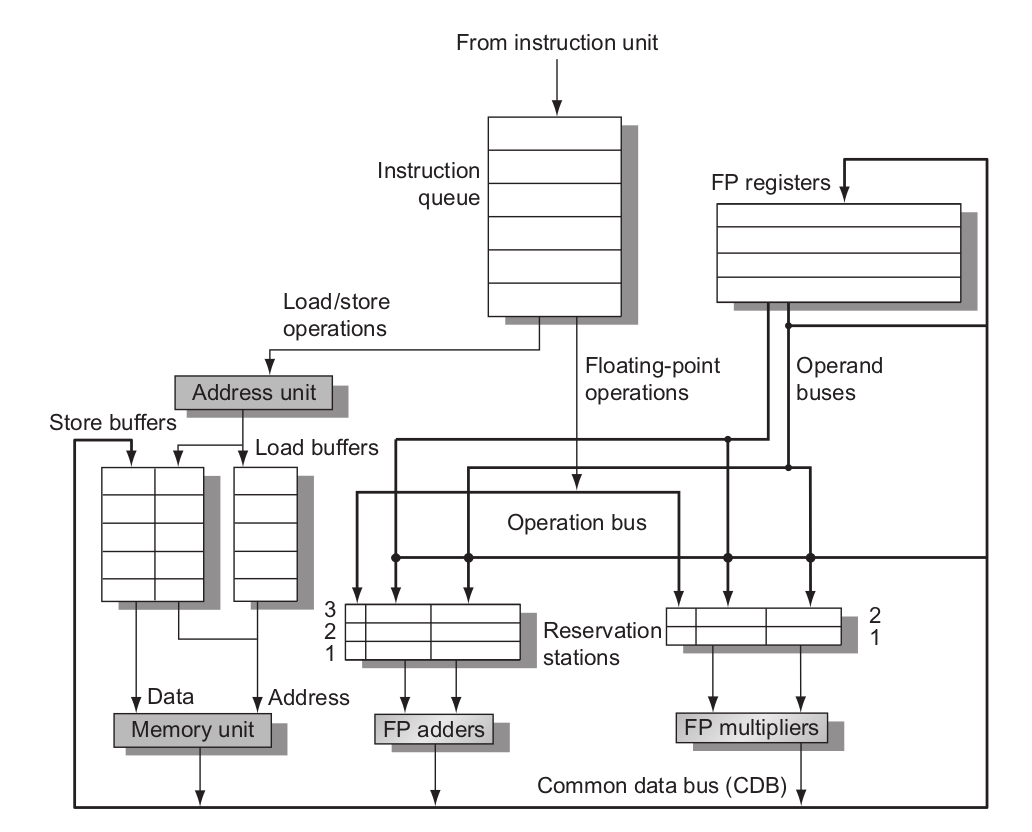 From instruction unit
Instruction
queue
FP registers
Load/store
operations
Floating-point
operations
Operand
buses
Address unit
Store buffers
Load buffers
Operation bus
3
2
1
Reservation
stations
2
1
Data
Address
Memory unit
FP adders
FP multipliers
Common data bus (CDB)